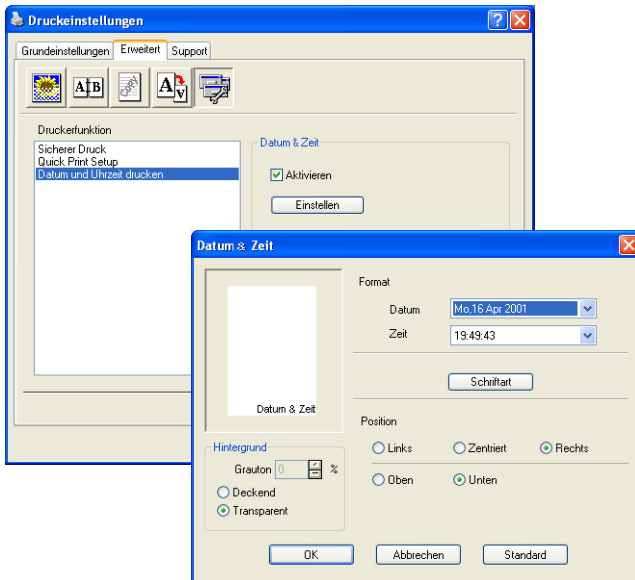 Druckeinstellungen
Grundeinstellungen Erweitert Support
A B
A A
Druckerfunktion
Sicherer Druck
Quick Print Setup
Datum und Uhrzeit drucken
Datum & Zeit
Aktivieren
Einstellen
Datum & Zeit
Datum & Zeit
Format
Datum Mo,16 Apr 2001
Zeit 19:49:43
Schriftart
Hintergrund
Grauton 0 %
Deckend
Transparent
Position
Links Zentriert Rechts
Oben Unten
OK Abbrechen Standard